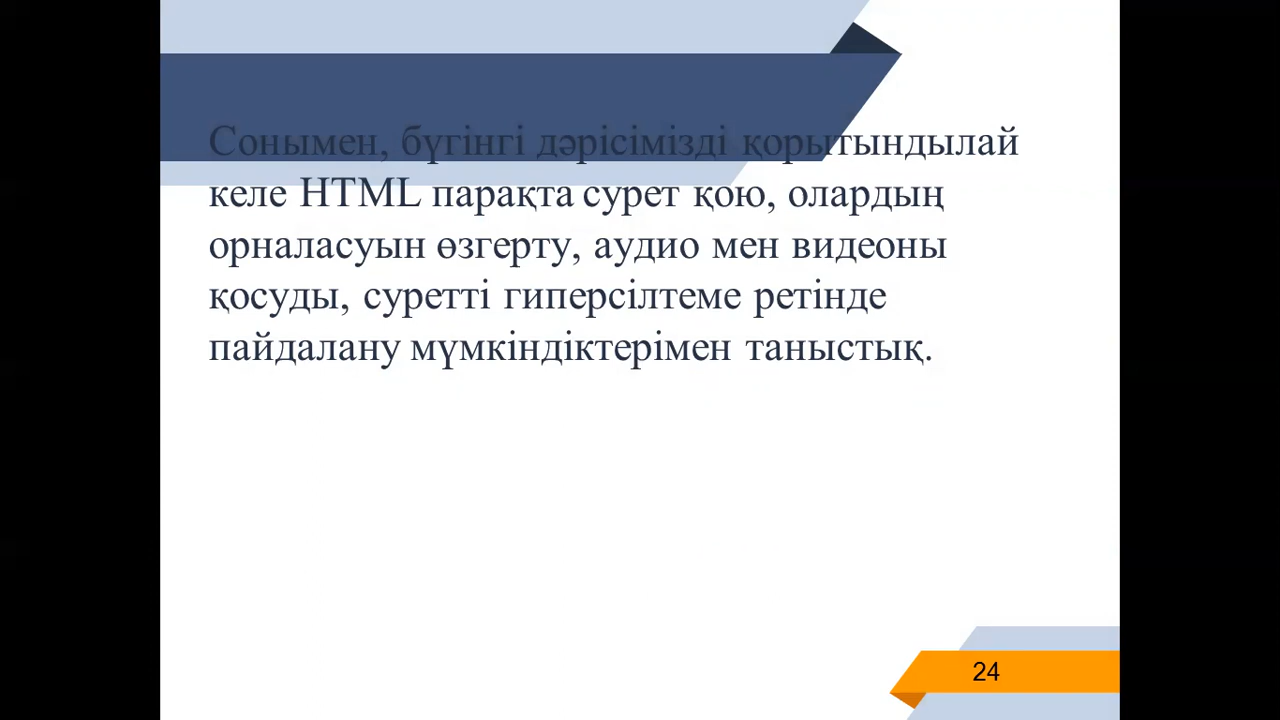 Сонымен, бүгінгі дәрісімізді қорытындылай
келе HTML парақта сурет қою, олардың
орналасуын өзгерту, аудио мен видеоны
қосуды, суретті гиперсілтеме ретінде
пайдалану мүмкіндіктерімен таныстық.
24